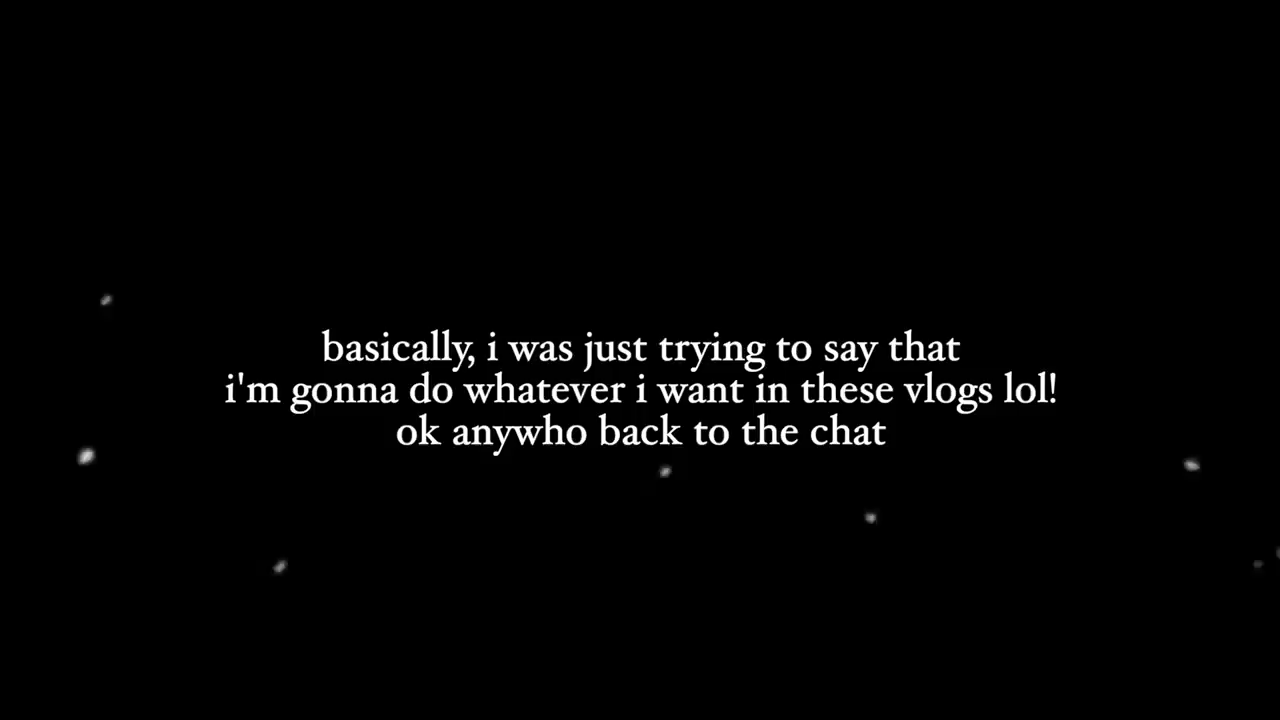 basically, i was just trying to say that
i'm gonna do whatever i want in these vlogs lol!
ok anywho back to the chat